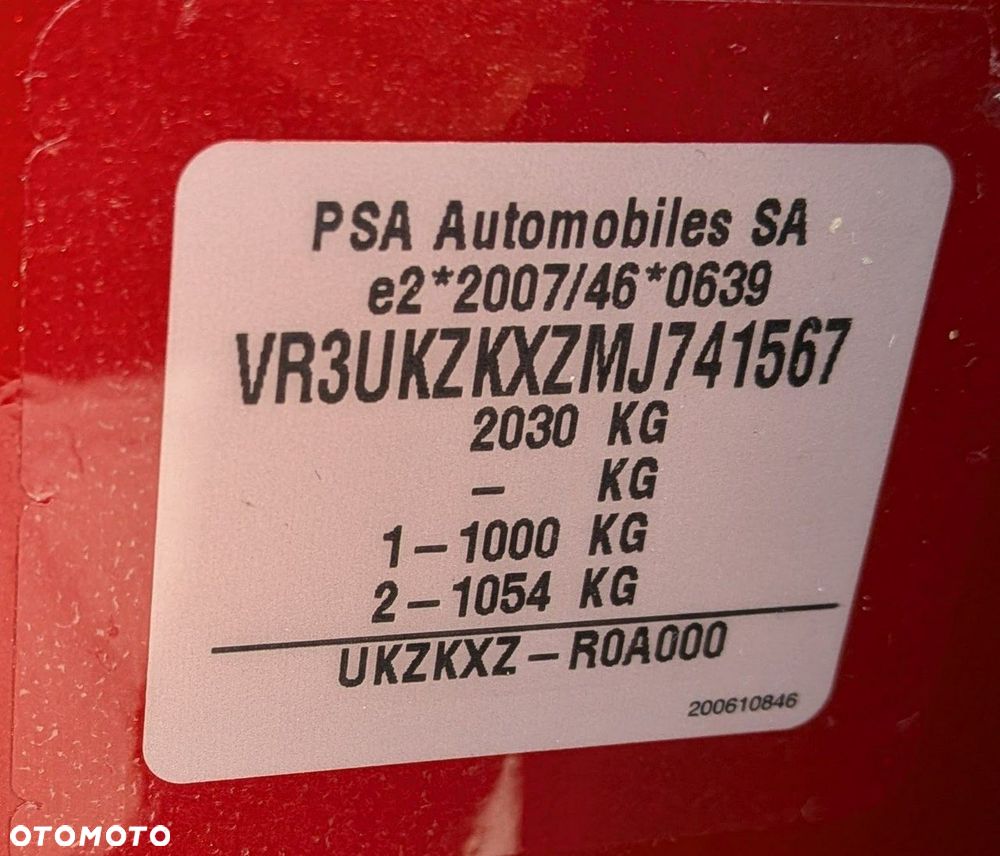 PSA Automobiles SA
e2*2007/46*0639
VR3UKZKXZMJ741567
2030 KG
– KG
1–1000 KG
2–1054 KG
UKZKXZ–R0A000
200610846
OTOMOTO